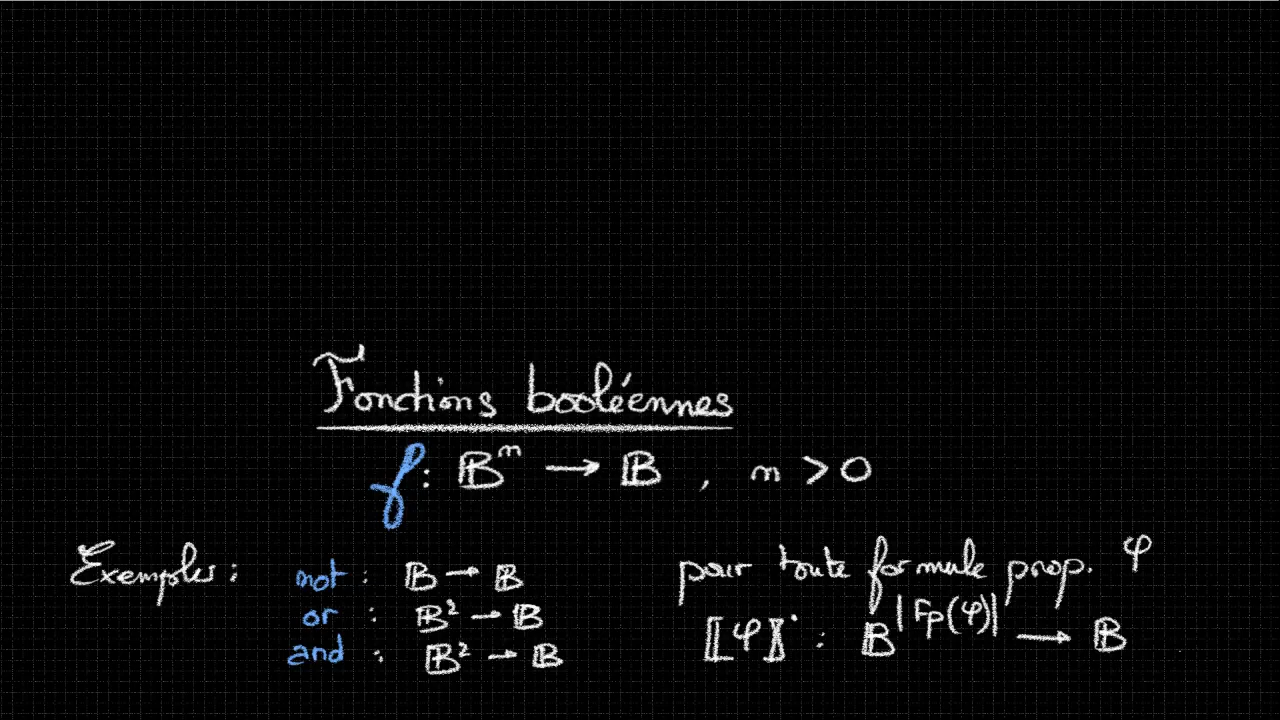 Fonctions booléennes
f : 𝔹ⁿ → 𝔹 , n > 0
Exemples :
not : 𝔹 → 𝔹
or : 𝔹² → 𝔹
and : 𝔹² → 𝔹
pour toute formule prop. φ
⟦φ⟧˙ : 𝔹^|Fp(φ)| → 𝔹